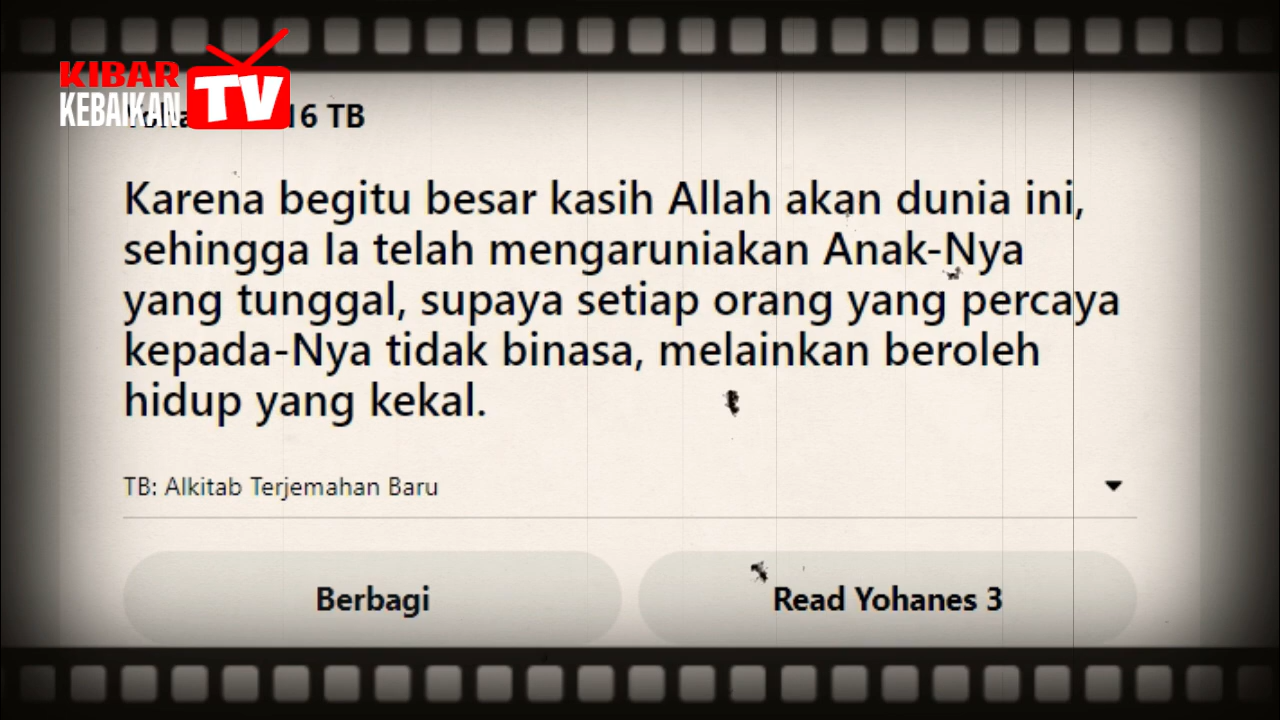 KIBAR
KEBAIKAN TV
16 TB
Karena begitu besar kasih Allah akan dunia ini,
sehingga Ia telah mengaruniakan Anak-Nya
yang tunggal, supaya setiap orang yang percaya
kepada-Nya tidak binasa, melainkan beroleh
hidup yang kekal.
TB: Alkitab Terjemahan Baru
Berbagi
Read Yohanes 3